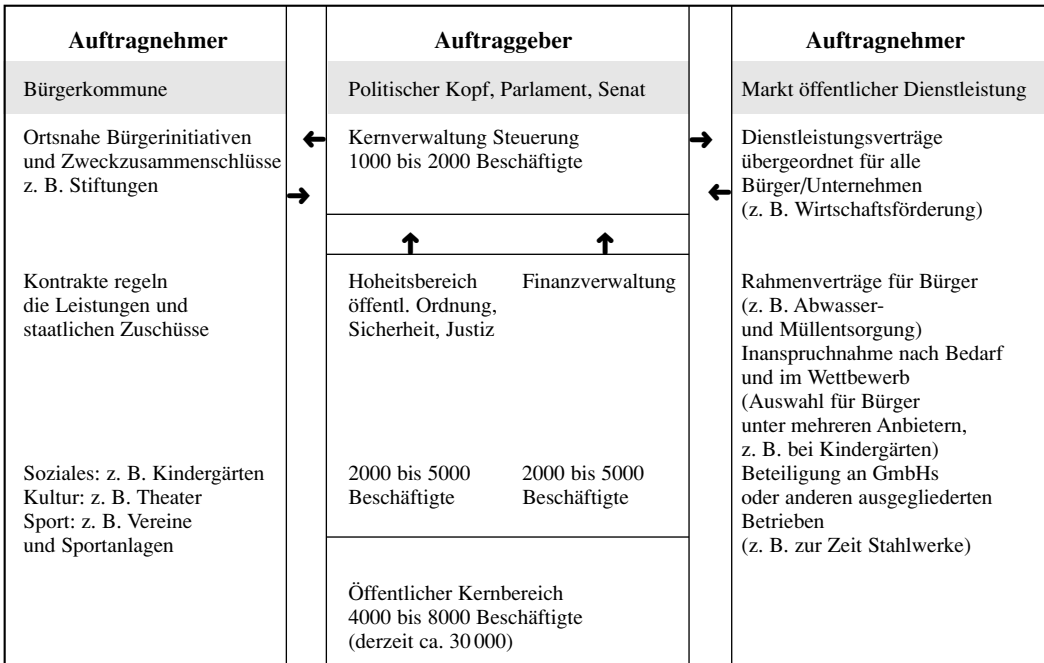 Auftragnehmer
Bürgerkommune
Ortsnahe Bürgerinitiativen
und Zweckzusammenschlüsse
z. B. Stiftungen
Kontrakte regeln
die Leistungen und
staatlichen Zuschüsse
Soziales: z. B. Kindergärten
Kultur: z. B. Theater
Sport: z. B. Vereine
und Sportanlagen
Auftraggeber
Politischer Kopf, Parlament, Senat
Kernverwaltung Steuerung
1000 bis 2000 Beschäftigte
Hoheitsbereich
öffentl. Ordnung,
Sicherheit, Justiz
2000 bis 5000
Beschäftigte
Finanzverwaltung
2000 bis 5000
Beschäftigte
Öffentlicher Kernbereich
4000 bis 8000 Beschäftigte
(derzeit ca. 30 000)
Auftragnehmer
Markt öffentlicher Dienstleistung
Dienstleistungsverträge
übergeordnet für alle
Bürger/Unternehmen
(z. B. Wirtschaftsförderung)
Rahmenverträge für Bürger
(z. B. Abwasser-
und Müllentsorgung)
Inanspruchnahme nach Bedarf
und im Wettbewerb
(Auswahl für Bürger
unter mehreren Anbietern,
z. B. bei Kindergärten)
Beteiligung an GmbHs
oder anderen ausgegliederten
Betrieben
(z. B. zur Zeit Stahlwerke)